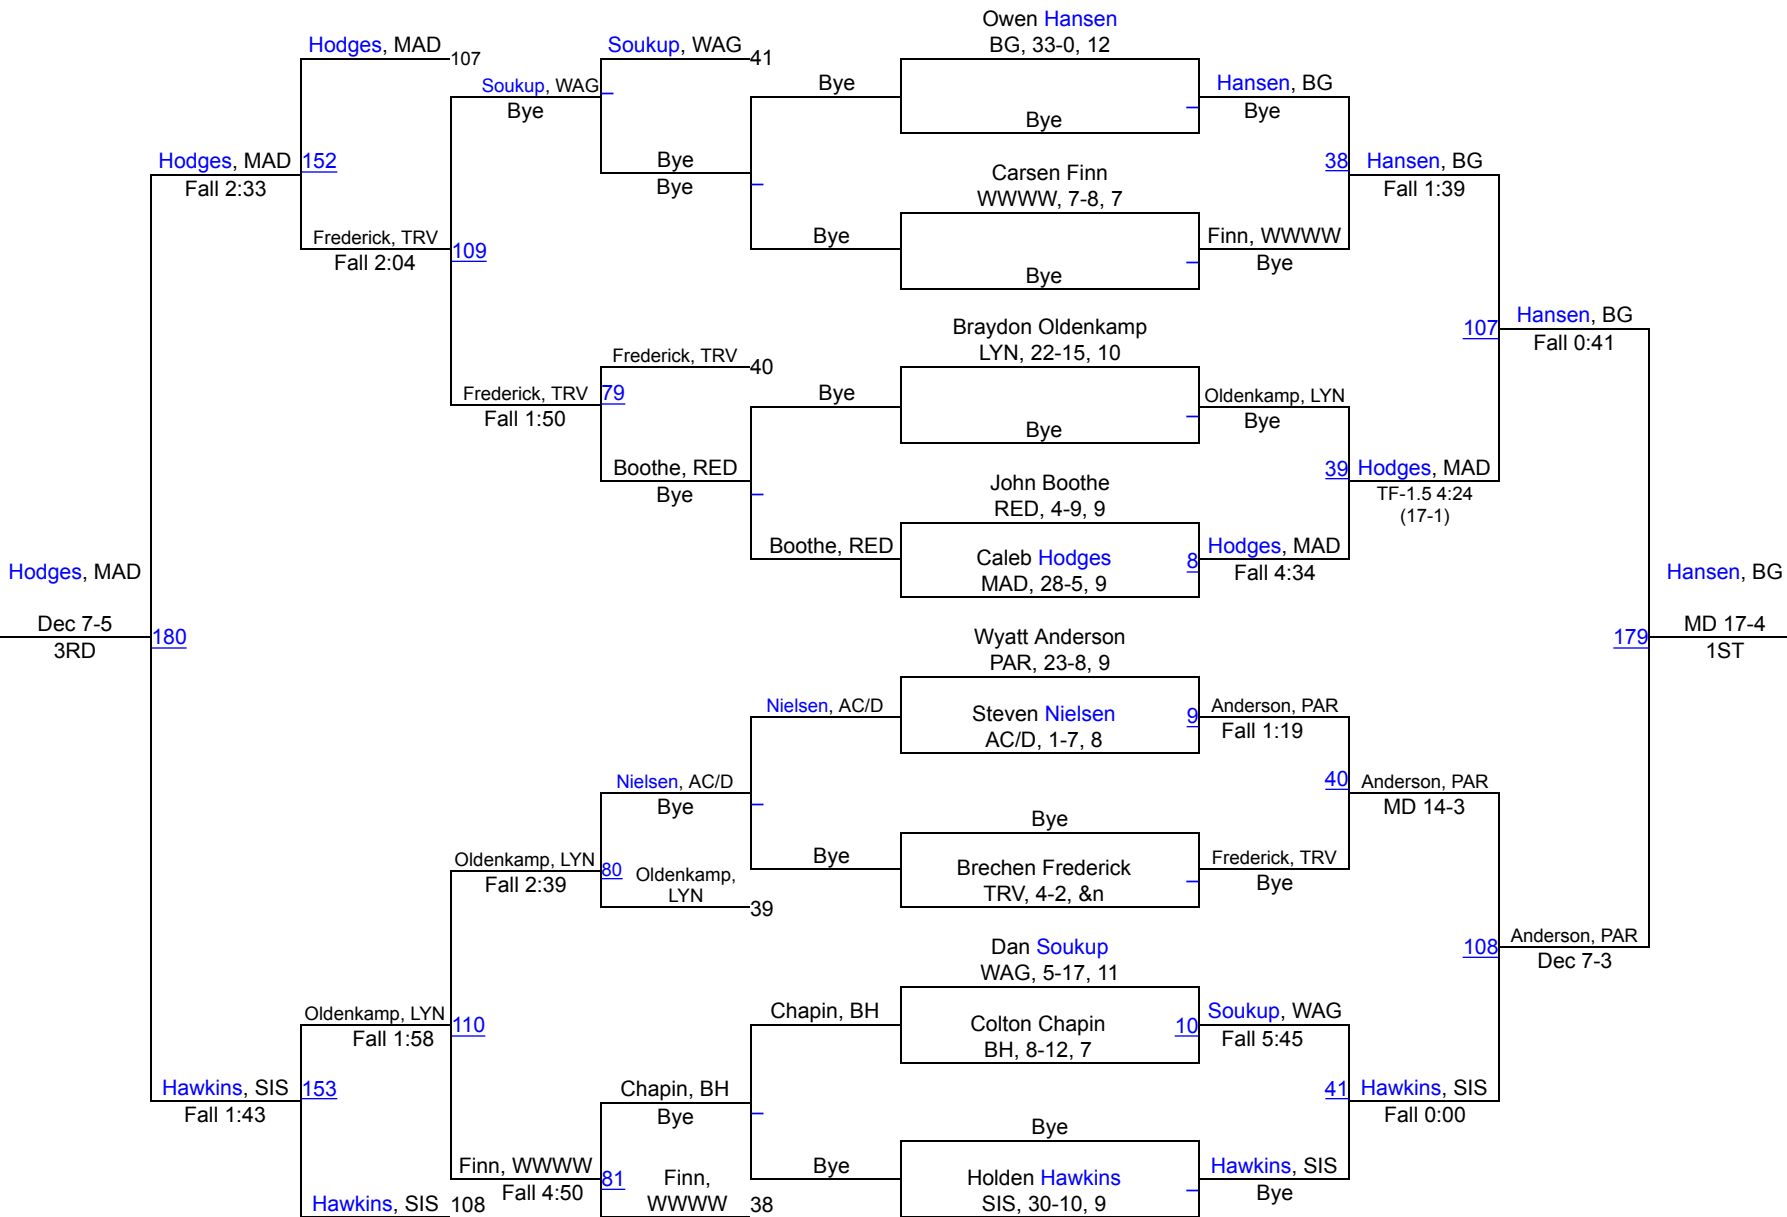 Owen Hansen
BG, 33-0, 12
Hodges, MAD
107
Soukup, WAG
41
Soukup, WAG
Bye
Bye
Bye
Hansen, BG
Bye
Hodges, MAD
Fall 2:33
152
Bye
Bye
Carsen Finn
WWWW, 7-8, 7
38
Hansen, BG
Fall 1:39
Frederick, TRV
Fall 2:04
109
Bye
Bye
Finn, WWWW
Bye
Braydon Oldenkamp
LYN, 22-15, 10
107
Hansen, BG
Fall 0:41
Frederick, TRV
40
Frederick, TRV
Fall 1:50
79
Bye
Bye
Oldenkamp, LYN
Bye
Boothe, RED
Bye
John Boothe
RED, 4-9, 9
39
Hodges, MAD
TF-1.5 4:24
(17-1)
Boothe, RED
Caleb Hodges
MAD, 28-5, 9
8
Hodges, MAD
Fall 4:34
Hodges, MAD
Dec 7-5
3RD
180
Hansen, BG
MD 17-4
1ST
179
Wyatt Anderson
PAR, 23-8, 9
Nielsen, AC/D
Steven Nielsen
AC/D, 1-7, 8
9
Anderson, PAR
Fall 1:19
Nielsen, AC/D
Bye
40
Anderson, PAR
MD 14-3
Bye
Bye
Brechen Frederick
TRV, 4-2, &n
Frederick, TRV
Bye
Oldenkamp, LYN
Fall 2:39
80
Oldenkamp,
LYN
39
Dan Soukup
WAG, 5-17, 11
108
Anderson, PAR
Dec 7-3
Oldenkamp, LYN
Fall 1:58
110
Chapin, BH
Colton Chapin
BH, 8-12, 7
10
Soukup, WAG
Fall 5:45
Hawkins, SIS
Fall 1:43
153
Chapin, BH
Bye
41
Hawkins, SIS
Fall 0:00
Bye
Finn, WWWW
Fall 4:50
81
Finn,
WWWW
38
Bye
Holden Hawkins
SIS, 30-10, 9
Hawkins, SIS
Bye
Hawkins, SIS
108